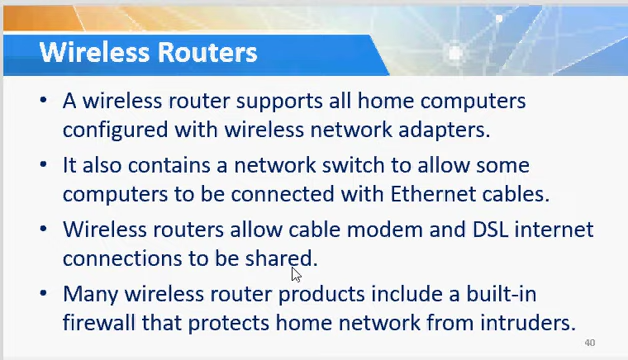 Wireless Routers
• A wireless router supports all home computers
configured with wireless network adapters.
• It also contains a network switch to allow some
computers to be connected with Ethernet cables.
• Wireless routers allow cable modem and DSL internet
connections to be shared.
• Many wireless router products include a built-in
firewall that protects home network from intruders.
40